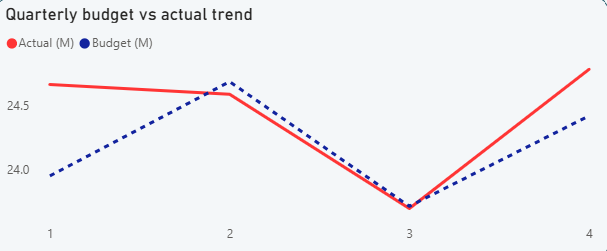 Quarterly budget vs actual trend
Actual (M) Budget (M)
24.5
24.0
1 2 3 4